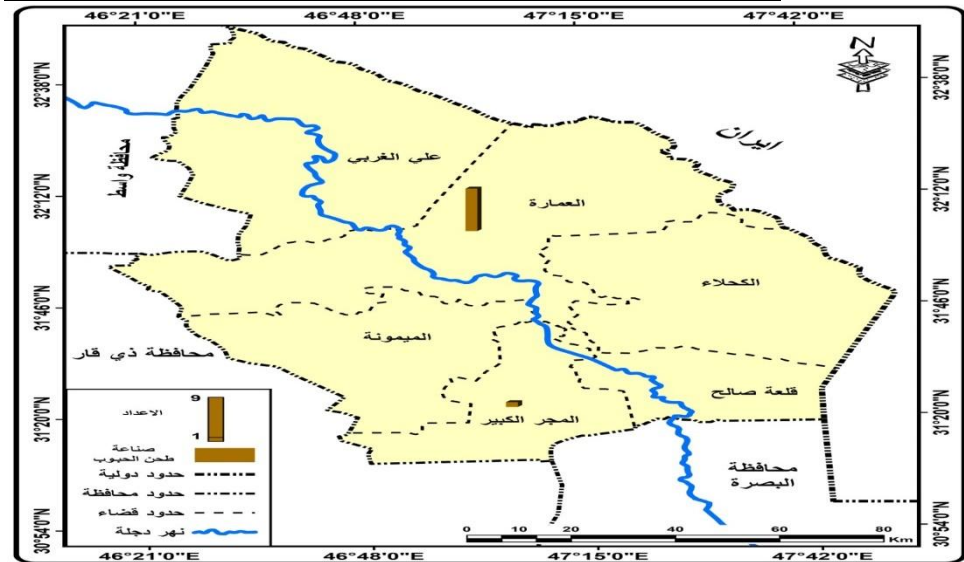 46°21'0"E 46°48'0"E 47°15'0"E 47°42'0"E
N
32°38'0"N
32°38'0"N
ايران
علي الغربي
محافظة واسط
32°12'0"N
32°12'0"N
العمارة
الكحلاء
31°46'0"N
31°46'0"N
الميمونة
محافظة ذي قار
قلعة صالح
المجر الكبير
31°20'0"N
31°20'0"N
محافظة
البصرة
9
الاعداد
1
صناعة
طحن الحبوب
حدود دولية
حدود محافظة
حدود قضاء
نهر دجلة
0 10 20 40 60 80
Km
30°54'0"N
30°54'0"N
46°21'0"E 46°48'0"E 47°15'0"E 47°42'0"E